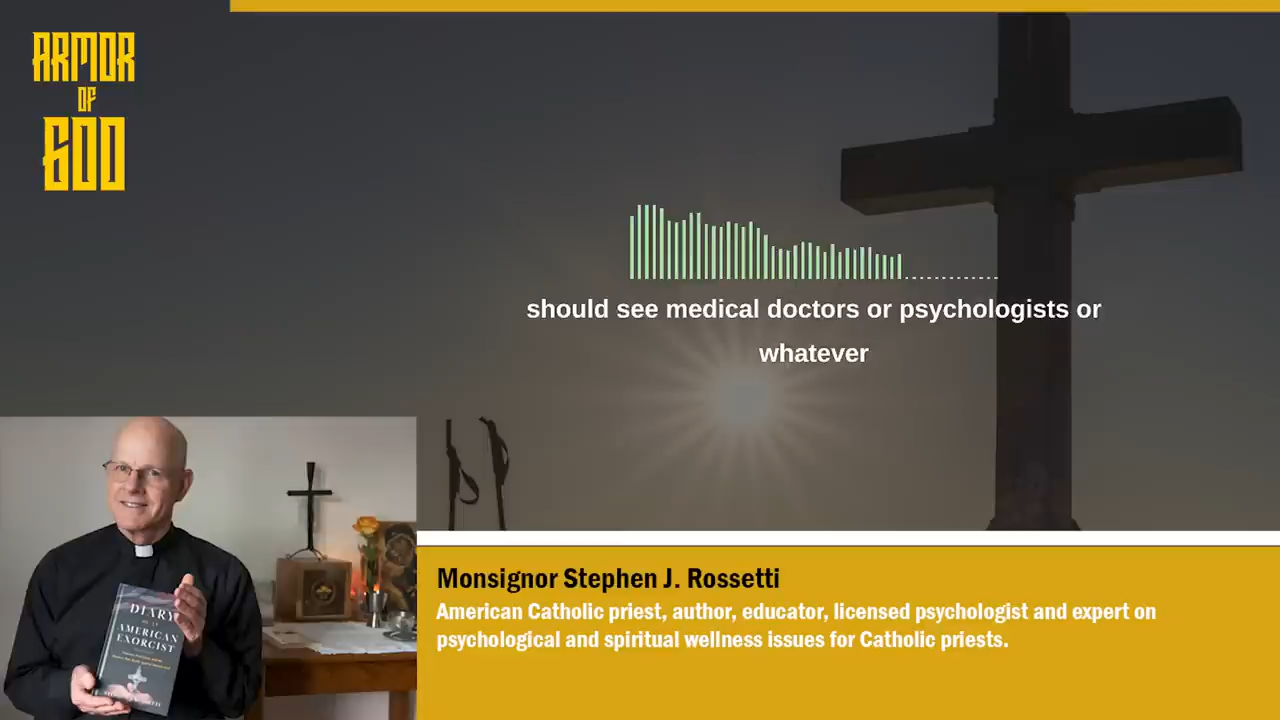 ARMOR
OF
GOD
should see medical doctors or psychologists or
whatever
DIARY
AMERICAN
EXORCIST
Monsignor Stephen J. Rossetti
American Catholic priest, author, educator, licensed psychologist and expert on
psychological and spiritual wellness issues for Catholic priests.